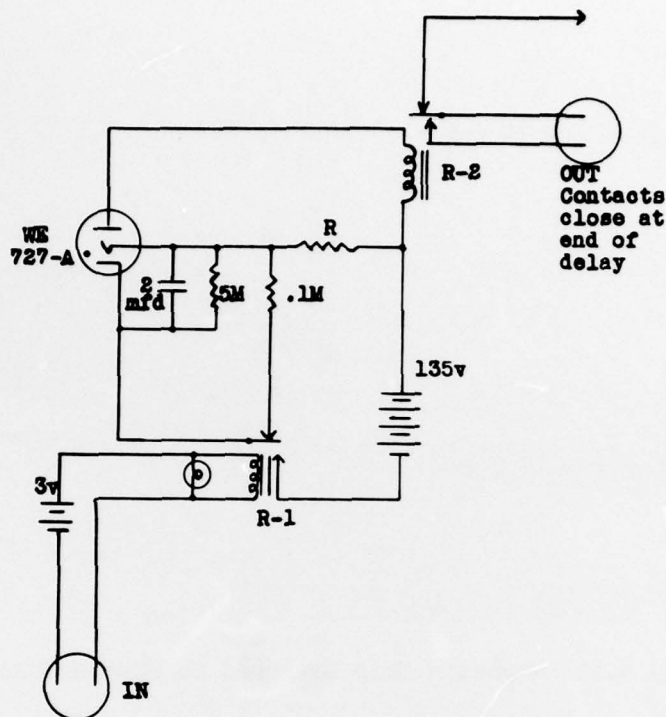 R-2
OUT
Contacts
close at
end of
delay
R
WE
727-A
2
mfd
5M
.1M
135v
3v
R-1
IN